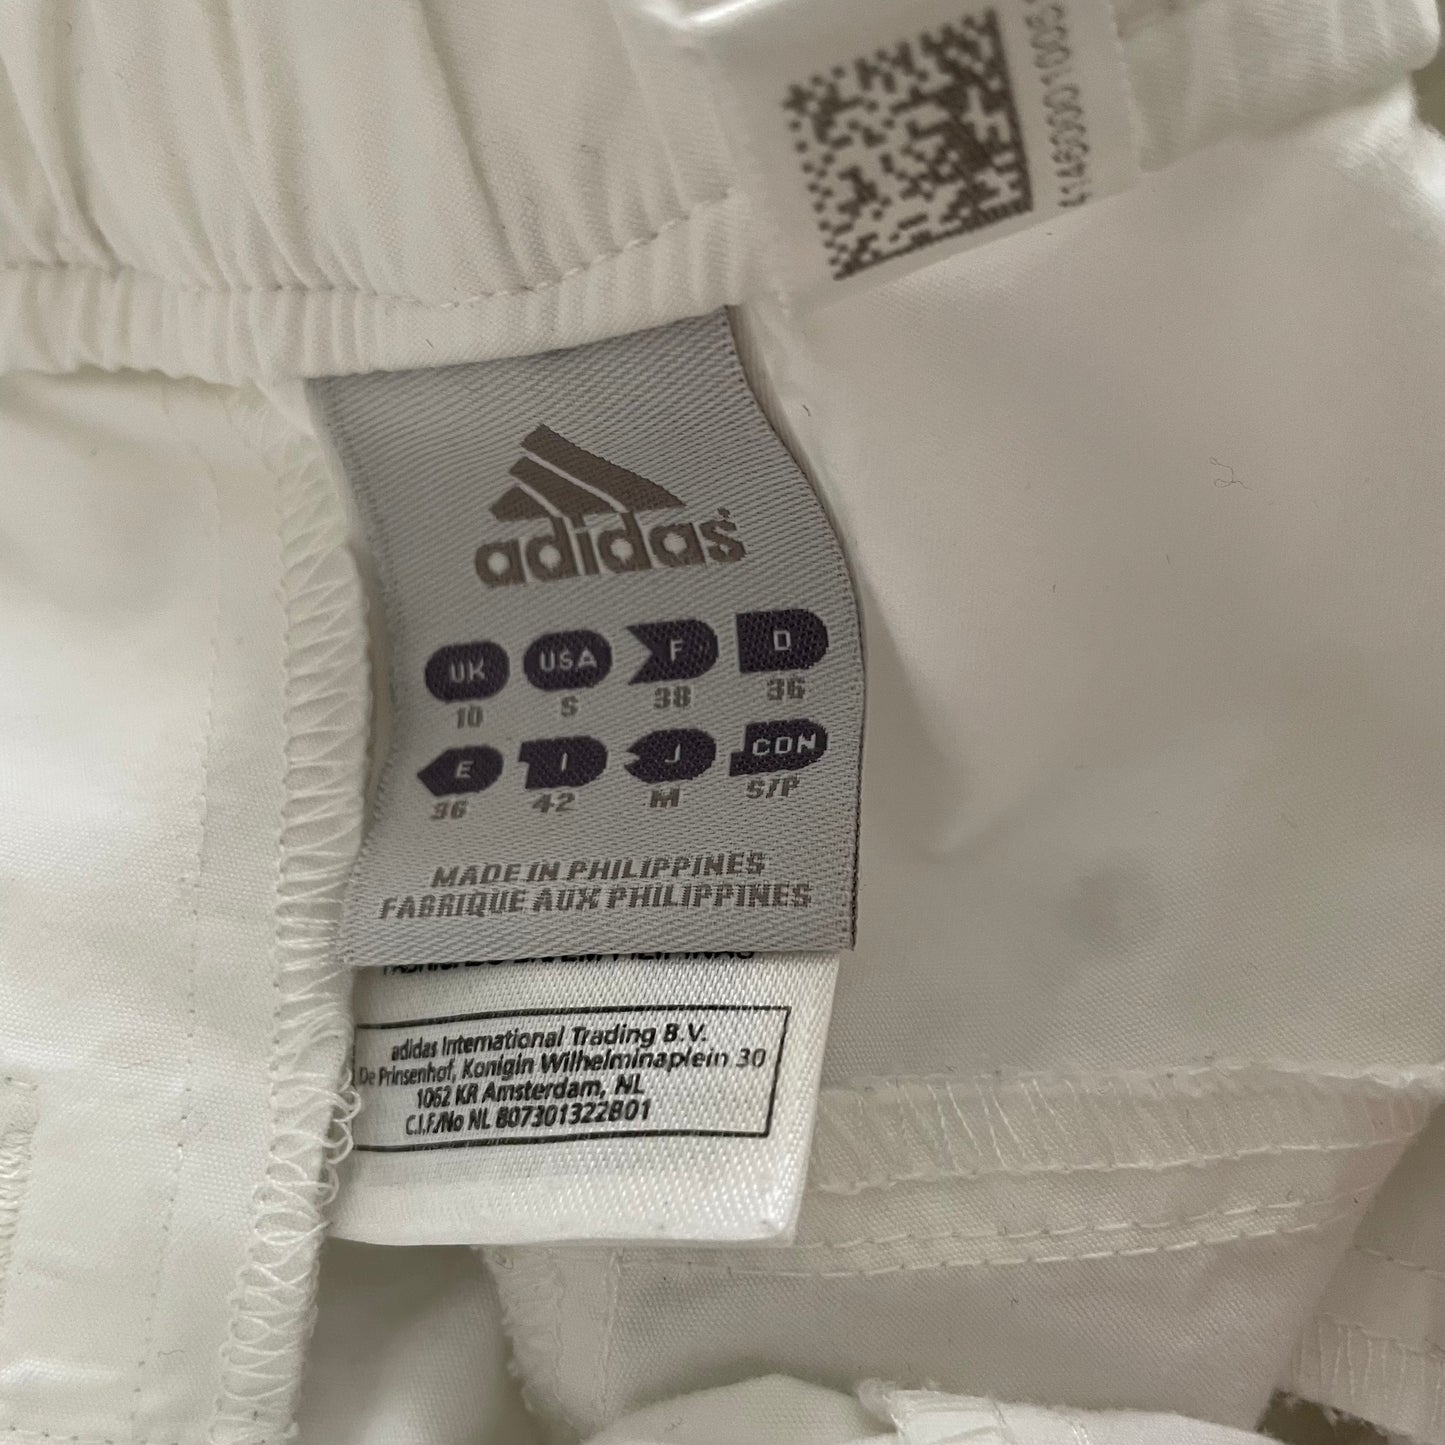 adidas
UK USA F D
10 S 38 36
E I J CDN
36 42 M S/P
MADE IN PHILIPPINES
FABRIQUE AUX PHILIPPINES
adidas International Trading B.V.
De Prinsenhof, Konigin Wilhelminaplein 30
1062 KR Amsterdam, NL
C.I.F./No NL 807301322B01